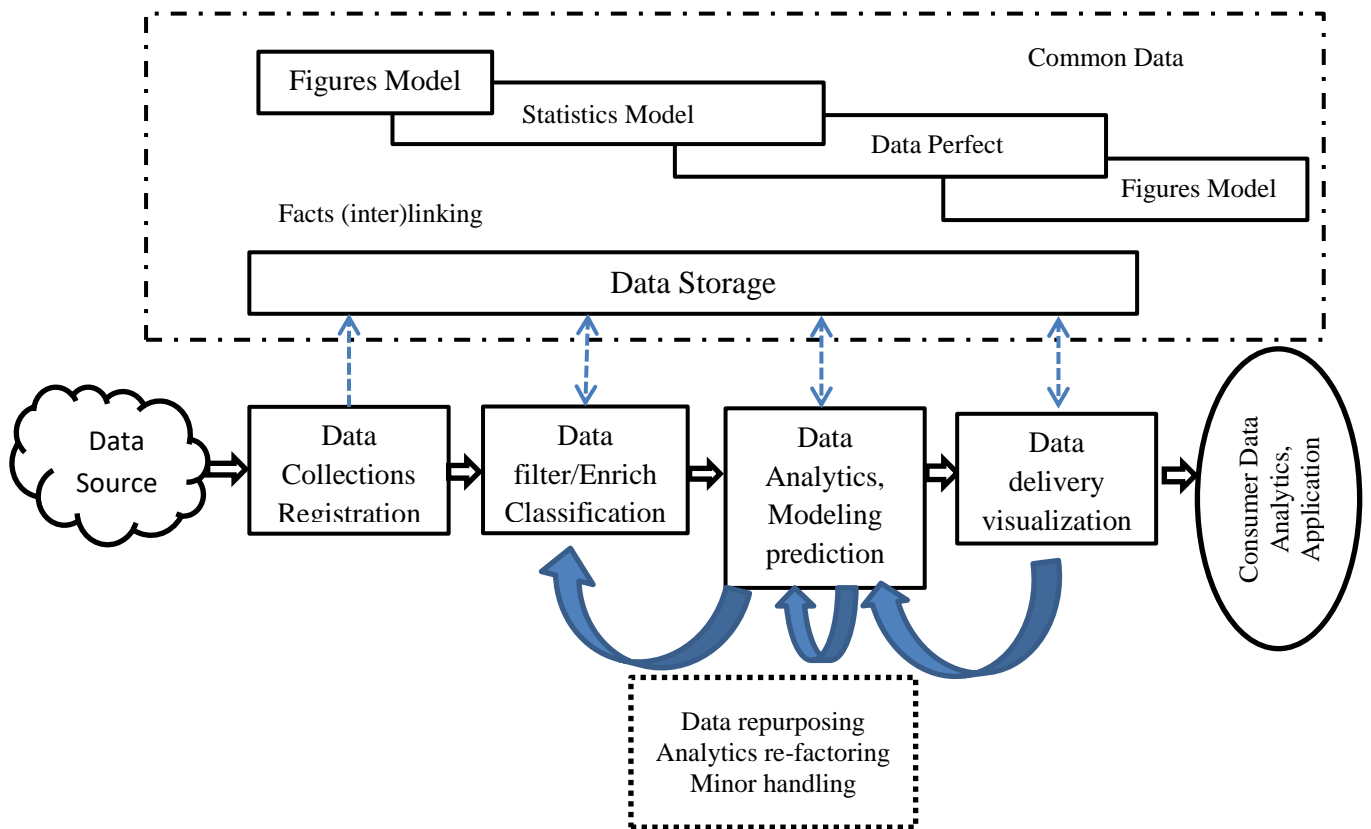 Common Data
Figures Model
Statistics Model
Data Perfect
Figures Model
Facts (inter)linking
Data Storage
Data
Source
Data
Collections
Registration
Data
filter/Enrich
Classification
Data
Analytics,
Modeling
prediction
Data
delivery
visualization
Consumer Data
Analytics,
Application
Data repurposing
Analytics re-factoring
Minor handling